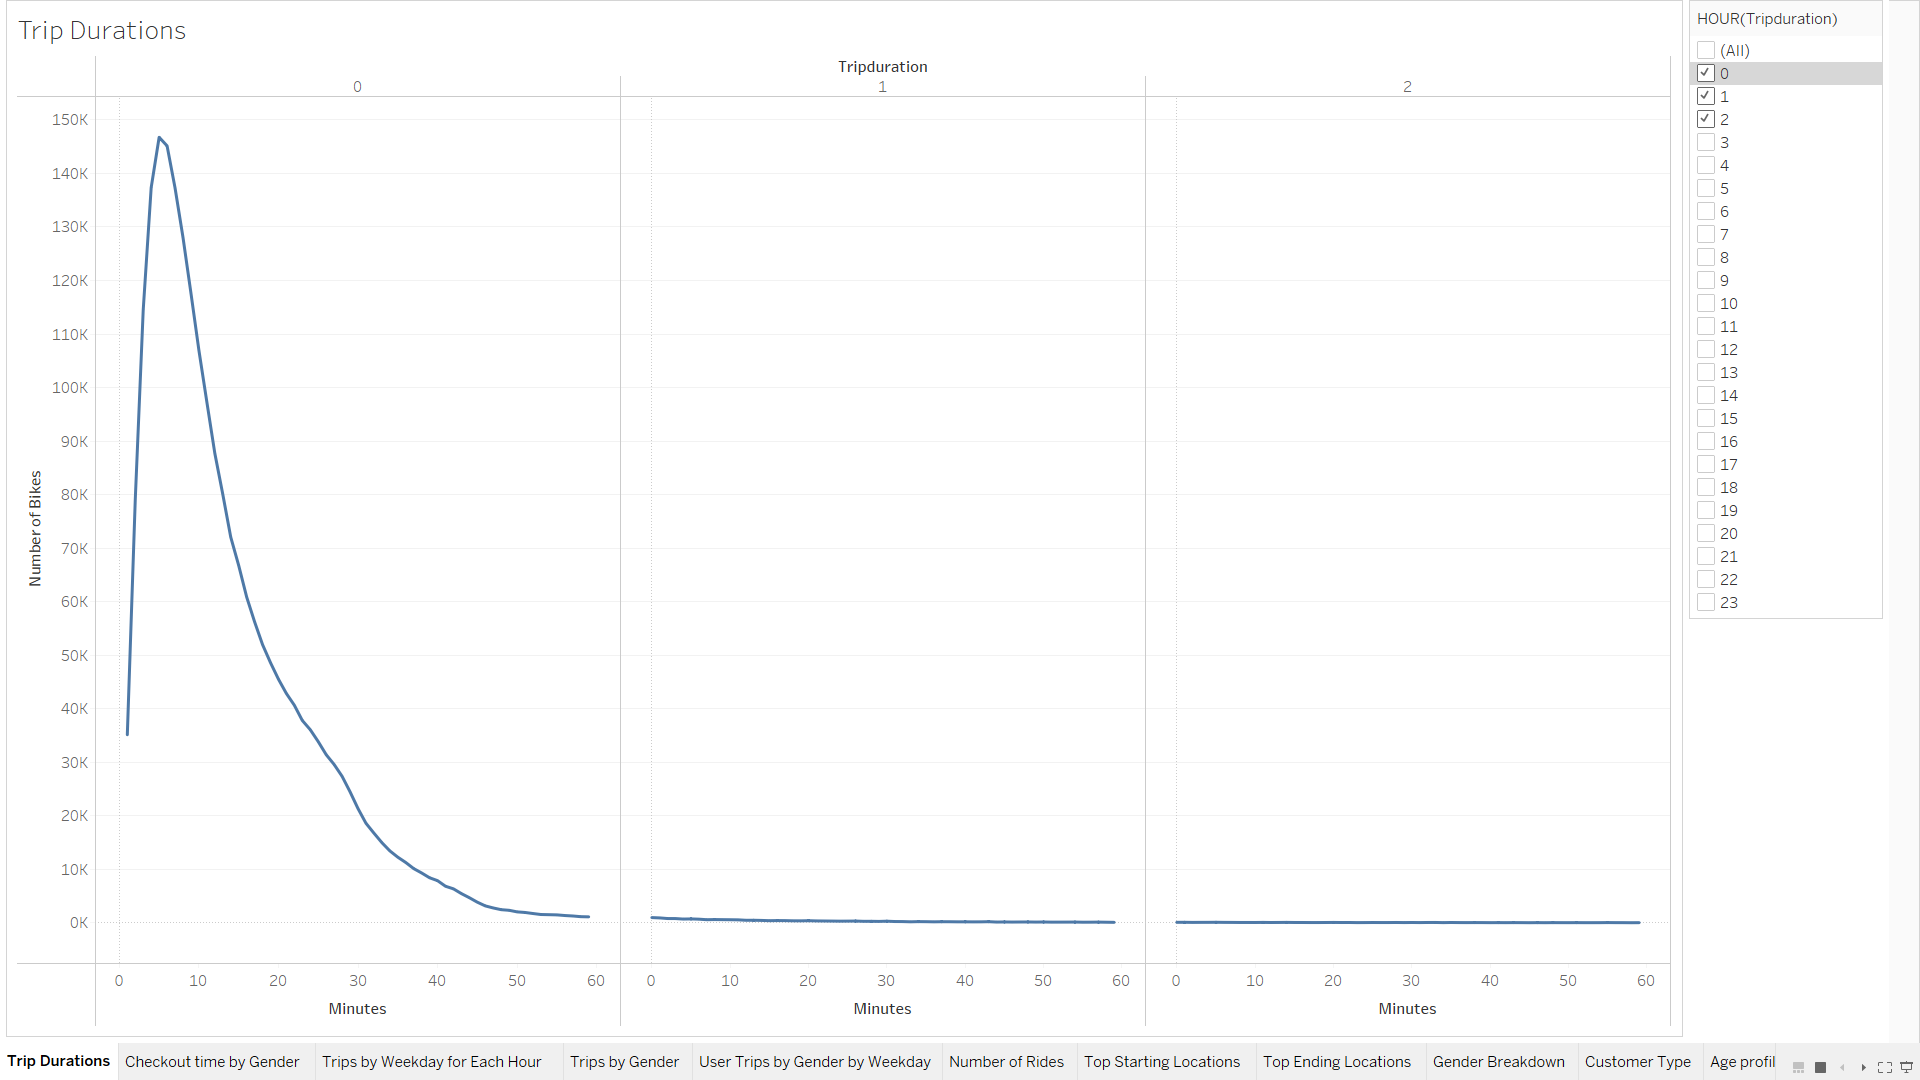 Trip Durations
Tripduration
0 1 2
150K
140K
130K
120K
110K
100K
90K
80K
70K
60K
50K
40K
30K
20K
10K
0K
Number of Bikes
0 10 20 30 40 50 60 0 10 20 30 40 50 60 0 10 20 30 40 50 60
Minutes Minutes Minutes
HOUR(Tripduration)
(All)
0
1
2
3
4
5
6
7
8
9
10
11
12
13
14
15
16
17
18
19
20
21
22
23
Trip Durations Checkout time by Gender Trips by Weekday for Each Hour Trips by Gender User Trips by Gender by Weekday Number of Rides Top Starting Locations Top Ending Locations Gender Breakdown Customer Type Age profil